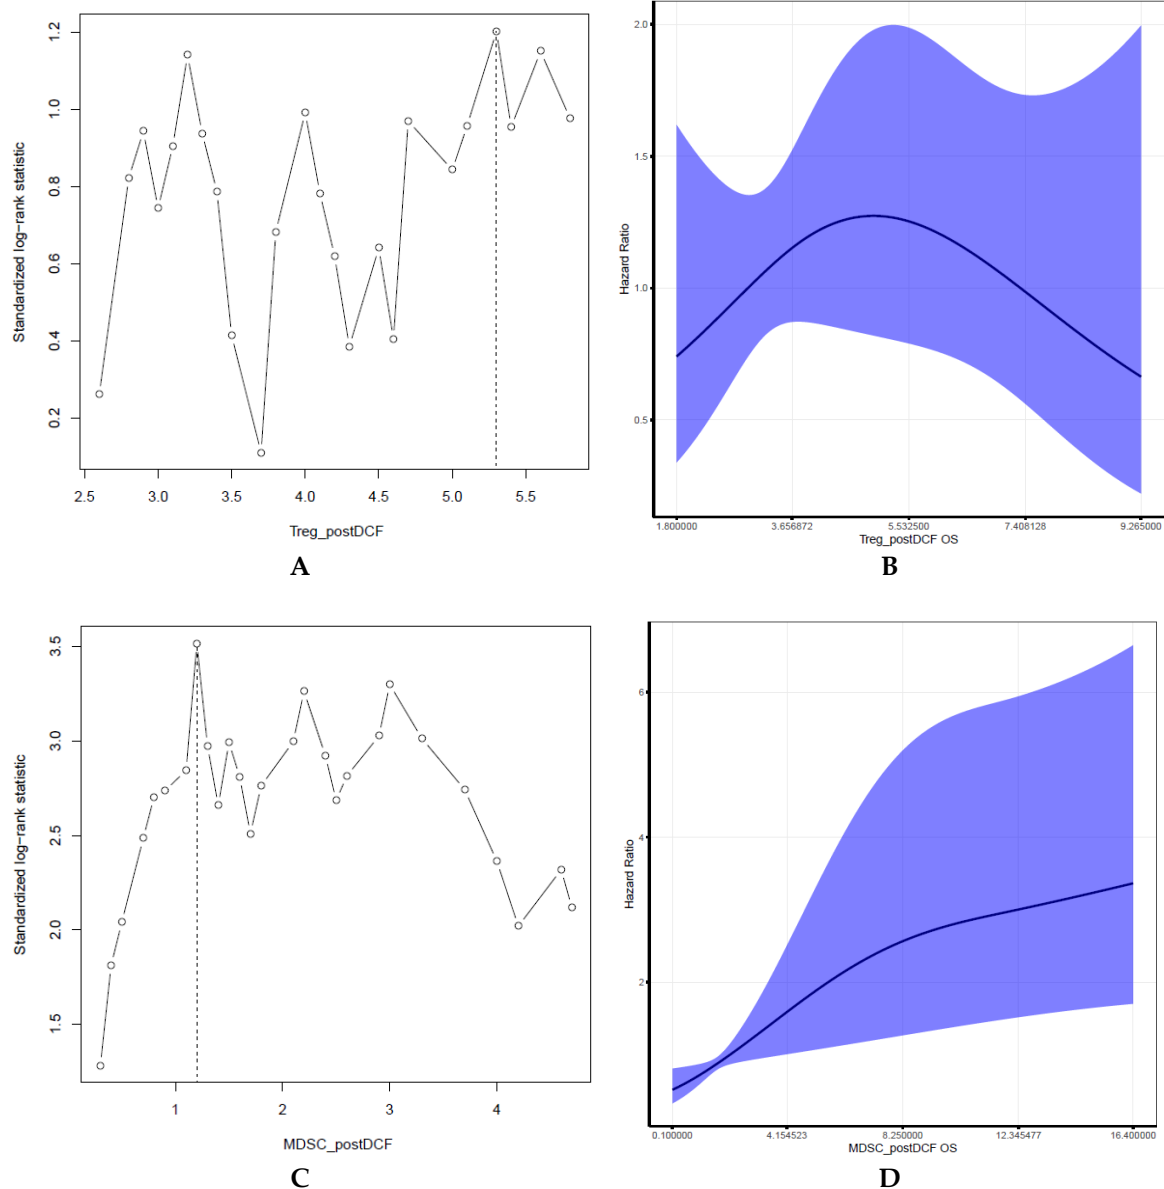 Standardized log−rank statistic
1.2
1.0
0.8
0.6
0.4
0.2
2.5 3.0 3.5 4.0 4.5 5.0 5.5
Treg_postDCF
A
Hazard Ratio
2.0
1.5
1.0
0.5
1.800000 3.656872 5.532500 7.408128 9.265000
Treg_postDCF OS
B
Standardized log−rank statistic
3.5
3.0
2.5
2.0
1.5
1 2 3 4
MDSC_postDCF
C
Hazard Ratio
6
4
2
0.100000 4.154523 8.250000 12.345477 16.400000
MDSC_postDCF OS
D